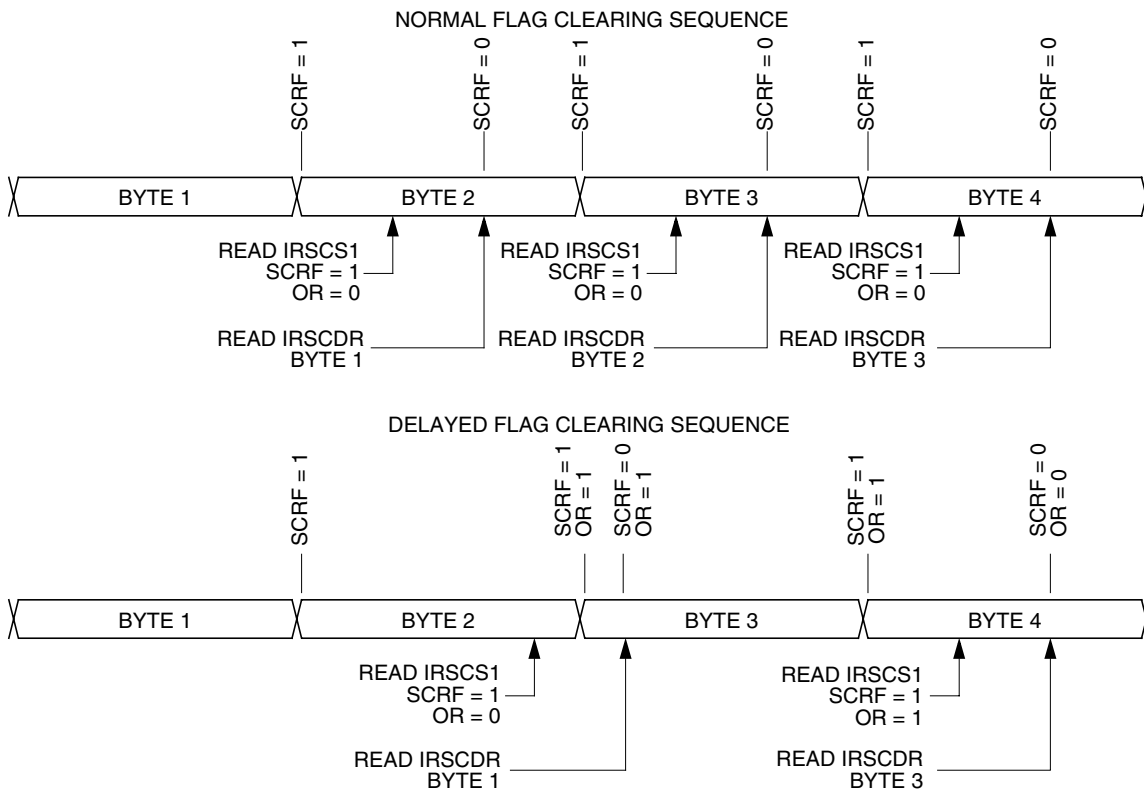 NORMAL FLAG CLEARING SEQUENCE
SCRF = 1
SCRF = 0
SCRF = 1
SCRF = 0
SCRF = 1
SCRF = 0
BYTE 1
BYTE 2
BYTE 3
BYTE 4
READ IRSCS1
SCRF = 1
OR = 0
READ IRSCS1
SCRF = 1
OR = 0
READ IRSCS1
SCRF = 1
OR = 0
READ IRSCDR
BYTE 1
READ IRSCDR
BYTE 2
READ IRSCDR
BYTE 3
DELAYED FLAG CLEARING SEQUENCE
SCRF = 1
SCRF = 1
OR = 1
SCRF = 0
OR = 1
SCRF = 1
OR = 1
SCRF = 0
OR = 0
BYTE 1
BYTE 2
BYTE 3
BYTE 4
READ IRSCS1
SCRF = 1
OR = 0
READ IRSCS1
SCRF = 1
OR = 1
READ IRSCDR
BYTE 1
READ IRSCDR
BYTE 3